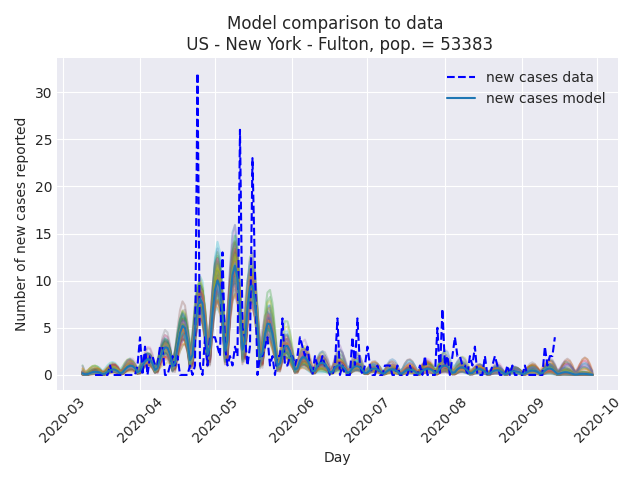 Model comparison to data
US - New York - Fulton, pop. = 53383
new cases data
new cases model
Number of new cases reported
30
25
20
15
10
5
0
2020-03
2020-04
2020-05
2020-06
2020-07
2020-08
2020-09
2020-10
Day